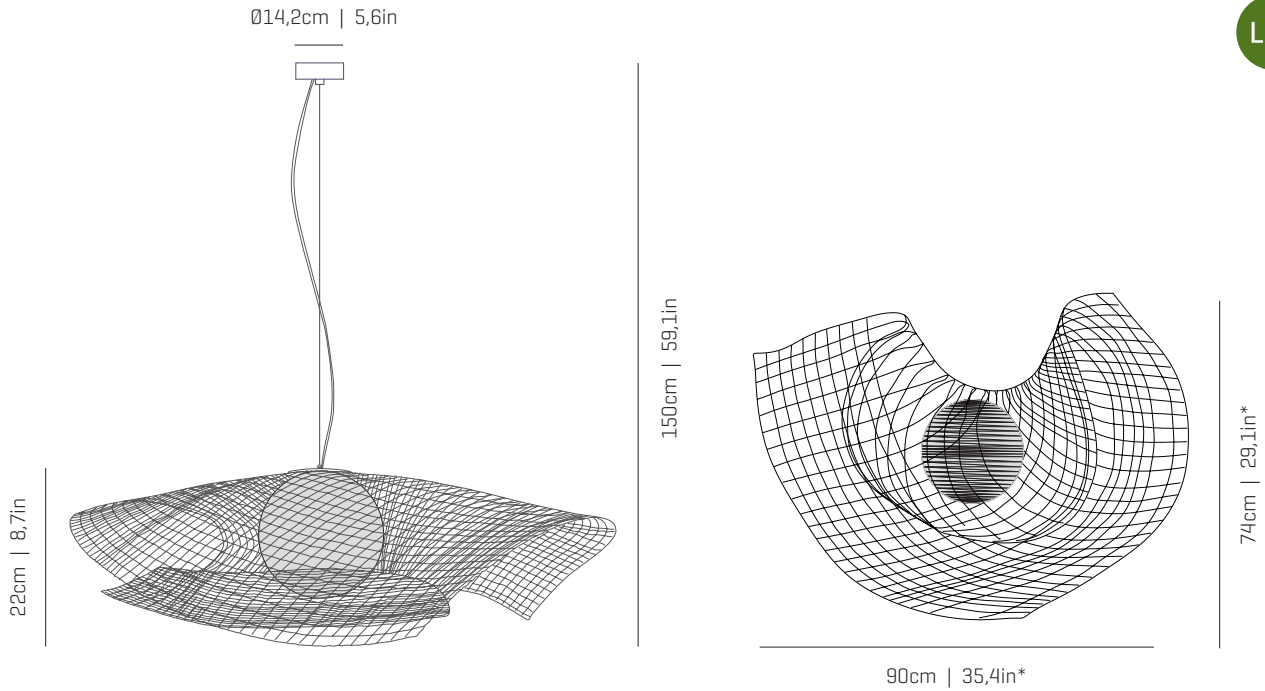 Ø14,2cm | 5,6in
L
150cm | 59,1in
22cm | 8,7in
74cm | 29,1in*
90cm | 35,4in*